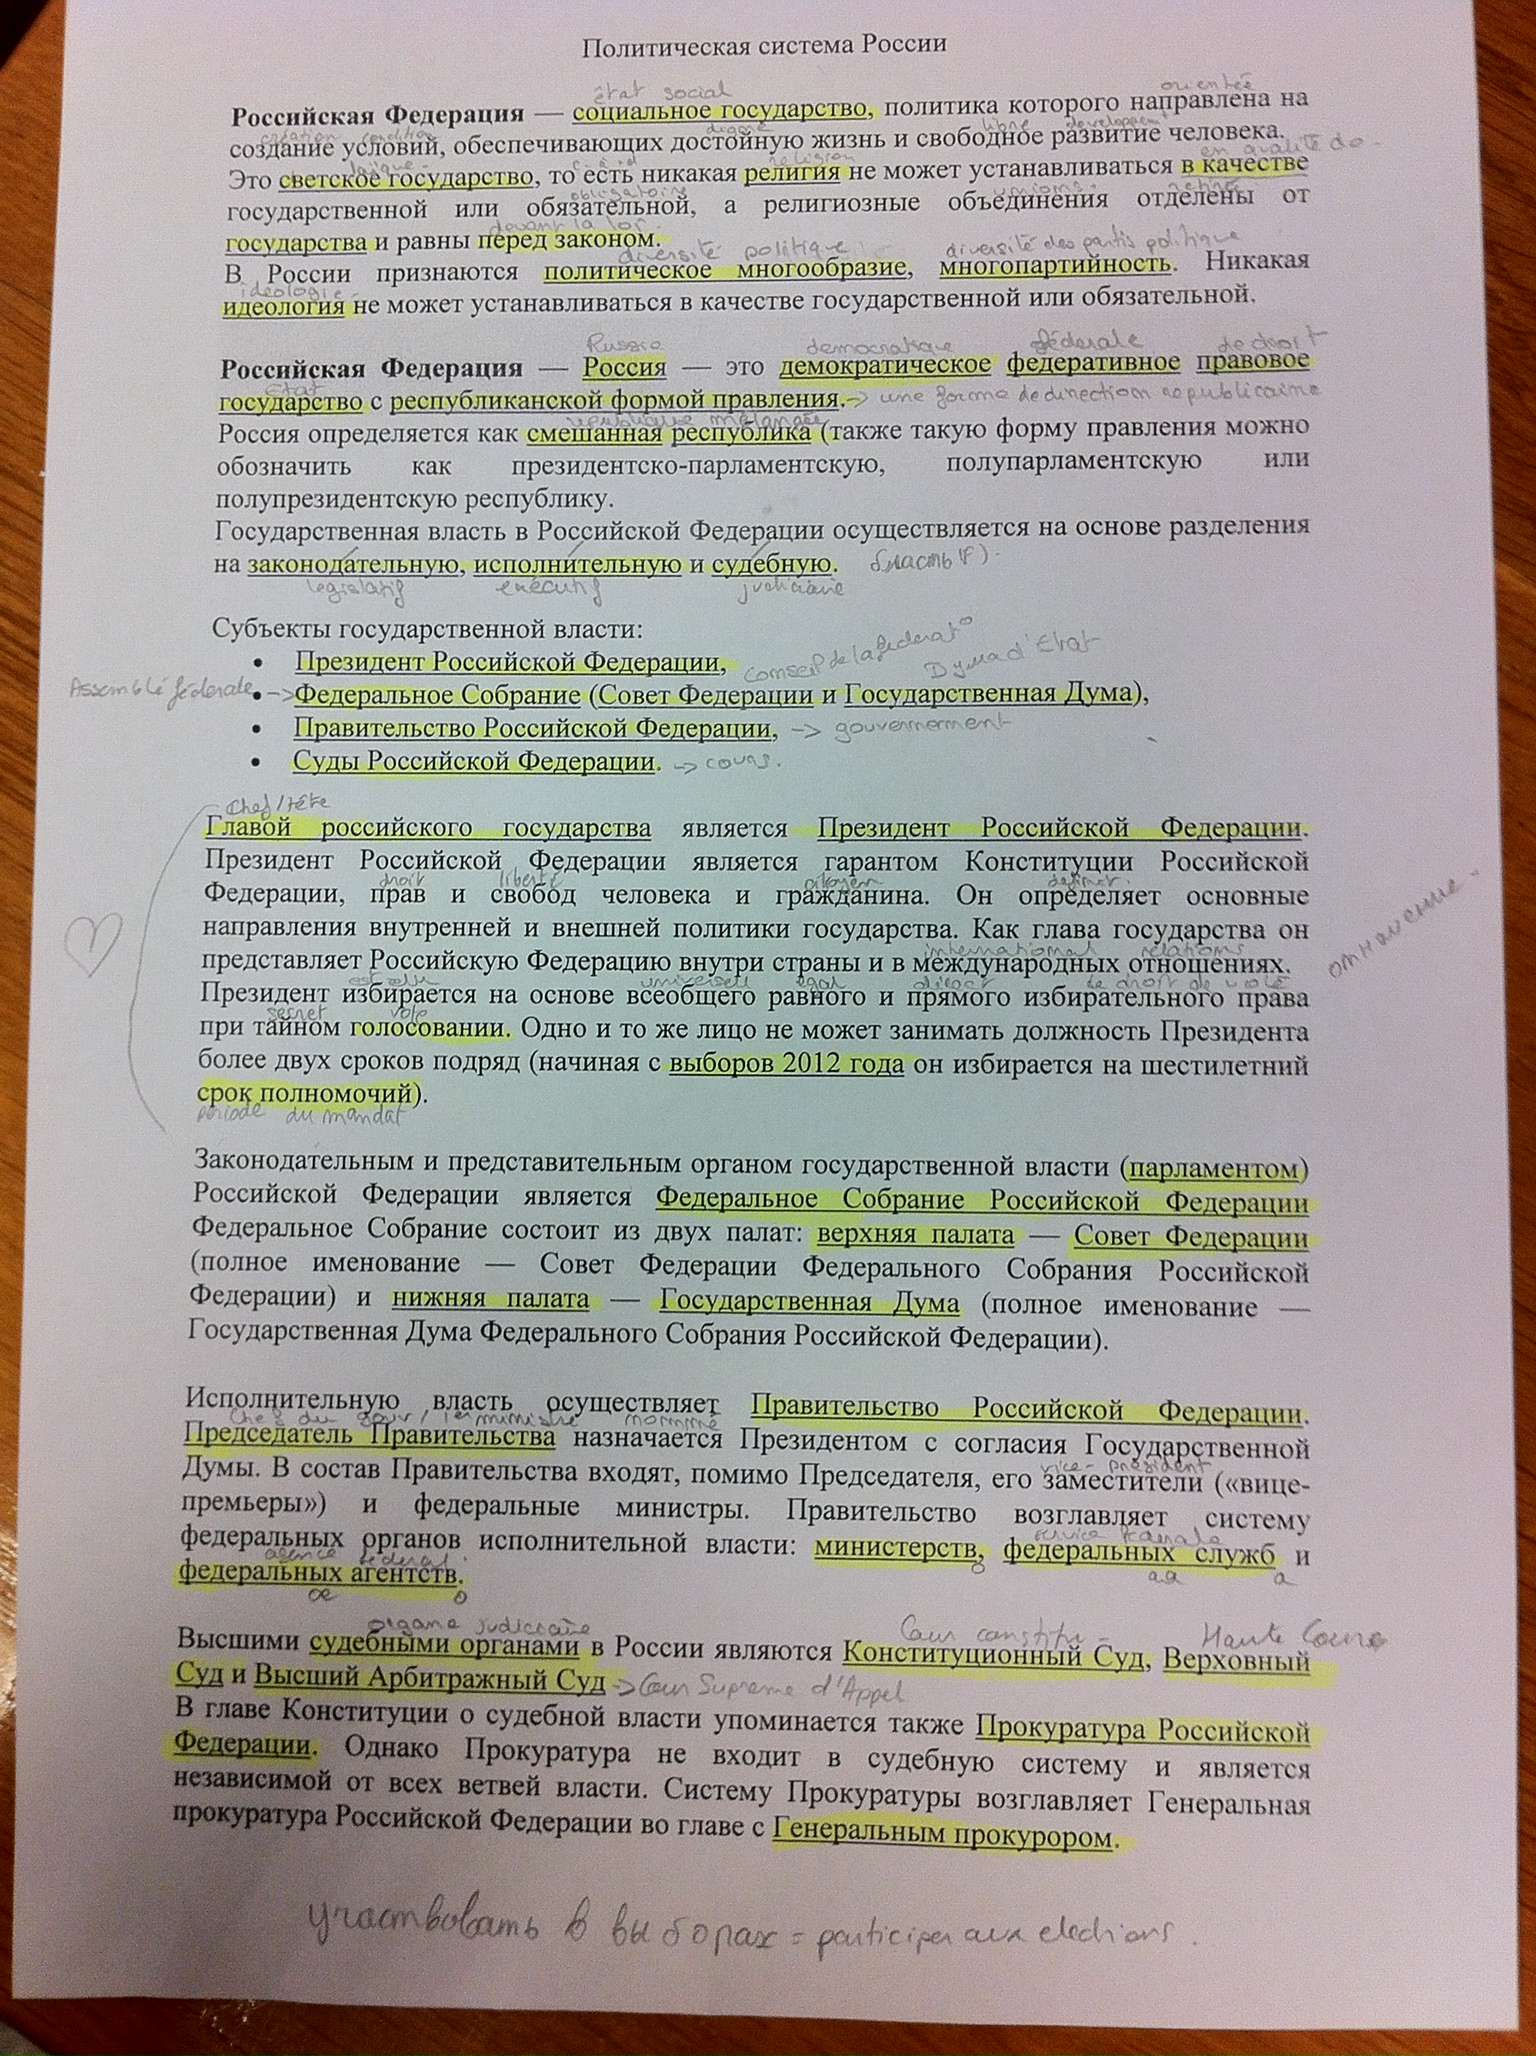 Политическая система России
état social orientée
Российская Федерация — социальное государство, политика которого направлена на
création condition digne libre developpemt
создание условий, обеспечивающих достойную жизнь и свободное развитие человека.
laïque c-à-d religion en qualité de
Это светское государство, то есть никакая религия не может устанавливаться в качестве
obligatoire unions
государственной или обязательной, а религиозные объединения отделены от
devant la loi
государства и равны перед законом.
diversité politique diversité des partis politique
В России признаются политическое многообразие, многопартийность. Никакая
ideologie
идеология не может устанавливаться в качестве государственной или обязательной.
Russie democratique fédérale de droit
Российская Федерация — Россия — это демократическое федеративное правовое
Etat
государство с республиканской формой правления. -> une forme de direction republicaine
republique mélangée
Россия определяется как смешанная республика (также такую форму правления можно
обозначить как президентско-парламентскую, полупарламентскую или
полупрезидентскую республику.
Государственная власть в Российской Федерации осуществляется на основе разделения
на законодательную, исполнительную и судебную. власть (F).
législatif exécutif judiciaire
Субъекты государственной власти:
• Президент Российской Федерации,
conseil de la federat° Дума d'Etat
Assemblé féderale • -> Федеральное Собрание (Совет Федерации и Государственная Дума),
• Правительство Российской Федерации, -> gouvernement
• Суды Российской Федерации. -> cours.
Chef/tête
Главой российского государства является Президент Российской Федерации.
Президент Российской Федерации является гарантом Конституции Российской
droit liberté citoyen
Федерации, прав и свобод человека и гражданина. Он определяет основные
направления внутренней и внешней политики государства. Как глава государства он
international relations
представляет Российскую Федерацию внутри страны и в международных отношениях.
отношение
est élu universel égal direct le droit de vote
Президент избирается на основе всеобщего равного и прямого избирательного права
secret vote
при тайном голосовании. Одно и то же лицо не может занимать должность Президента
более двух сроков подряд (начиная с выборов 2012 года он избирается на шестилетний
срок полномочий).
période du mandat
Законодательным и представительным органом государственной власти (парламентом)
Российской Федерации является Федеральное Собрание Российской Федерации
Федеральное Собрание состоит из двух палат: верхняя палата — Совет Федерации
(полное именование — Совет Федерации Федерального Собрания Российской
Федерации) и нижняя палата — Государственная Дума (полное именование —
Государственная Дума Федерального Собрания Российской Федерации).
Исполнительную власть осуществляет Правительство Российской Федерации.
Chef du gouv / 1er ministre nommé
Председатель Правительства назначается Президентом с согласия Государственной
Думы. В состав Правительства входят, помимо Председателя, его заместители («вице-
vice-président
премьеры») и федеральные министры. Правительство возглавляет систему
федеральных органов исполнительной власти: министерств, федеральных служб и
agence féderal
федеральных агентств.
organe judiciaire Cour constitu- Haute Cour
Высшими судебными органами в России являются Конституционный Суд, Верховный
Суд и Высший Арбитражный Суд -> Cour Supreme d'Appel
В главе Конституции о судебной власти упоминается также Прокуратура Российской
Федерации. Однако Прокуратура не входит в судебную систему и является
независимой от всех ветвей власти. Систему Прокуратуры возглавляет Генеральная
прокуратура Российской Федерации во главе с Генеральным прокурором.
участвовать в выборах = participer aux elections.